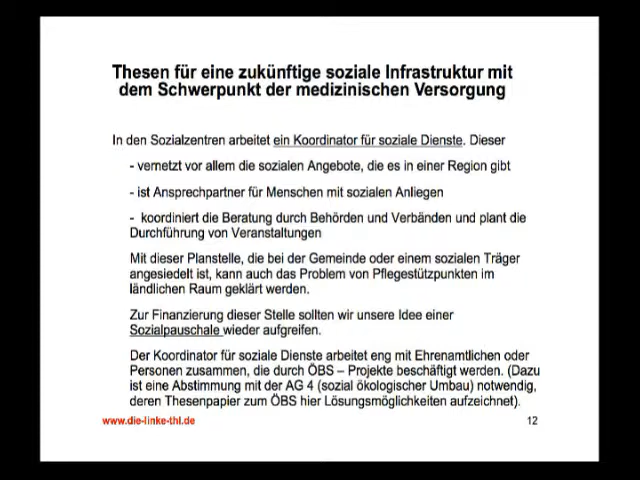 Thesen für eine zukünftige soziale Infrastruktur mit
dem Schwerpunkt der medizinischen Versorgung
In den Sozialzentren arbeitet ein Koordinator für soziale Dienste. Dieser
- vernetzt vor allem die sozialen Angebote, die es in einer Region gibt
- ist Ansprechpartner für Menschen mit sozialen Anliegen
- koordiniert die Beratung durch Behörden und Verbänden und plant die
Durchführung von Veranstaltungen
Mit dieser Planstelle, die bei der Gemeinde oder einem sozialen Träger
angesiedelt ist, kann auch das Problem von Pflegestützpunkten im
ländlichen Raum geklärt werden.
Zur Finanzierung dieser Stelle sollten wir unsere Idee einer
Sozialpauschale wieder aufgreifen.
Der Koordinator für soziale Dienste arbeitet eng mit Ehrenamtlichen oder
Personen zusammen, die durch ÖBS – Projekte beschäftigt werden. (Dazu
ist eine Abstimmung mit der AG 4 (sozial ökologischer Umbau) notwendig,
deren Thesenpapier zum ÖBS hier Lösungsmöglichkeiten aufzeichnet).
www.die-linke-thl.de 12